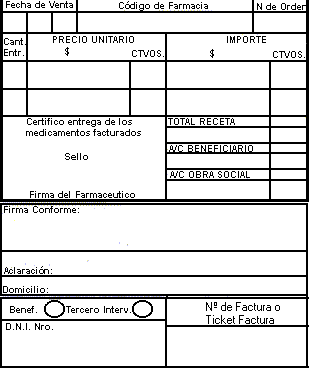 Fecha de Venta Código de Farmacia N de Orden
Cant. Entr. PRECIO UNITARIO IMPORTE
$ CTVOS. $ CTVOS.
Certifico entrega de los
medicamentos facturados
Sello
Firma del Farmaceutico
TOTAL RECETA
A/C BENEFICIARIO
A/C OBRA SOCIAL
Firma Conforme:
Aclaración:
Domicilio:
Benef. Tercero Interv.
D.N.I. Nro.
Nº de Factura o
Ticket Factura